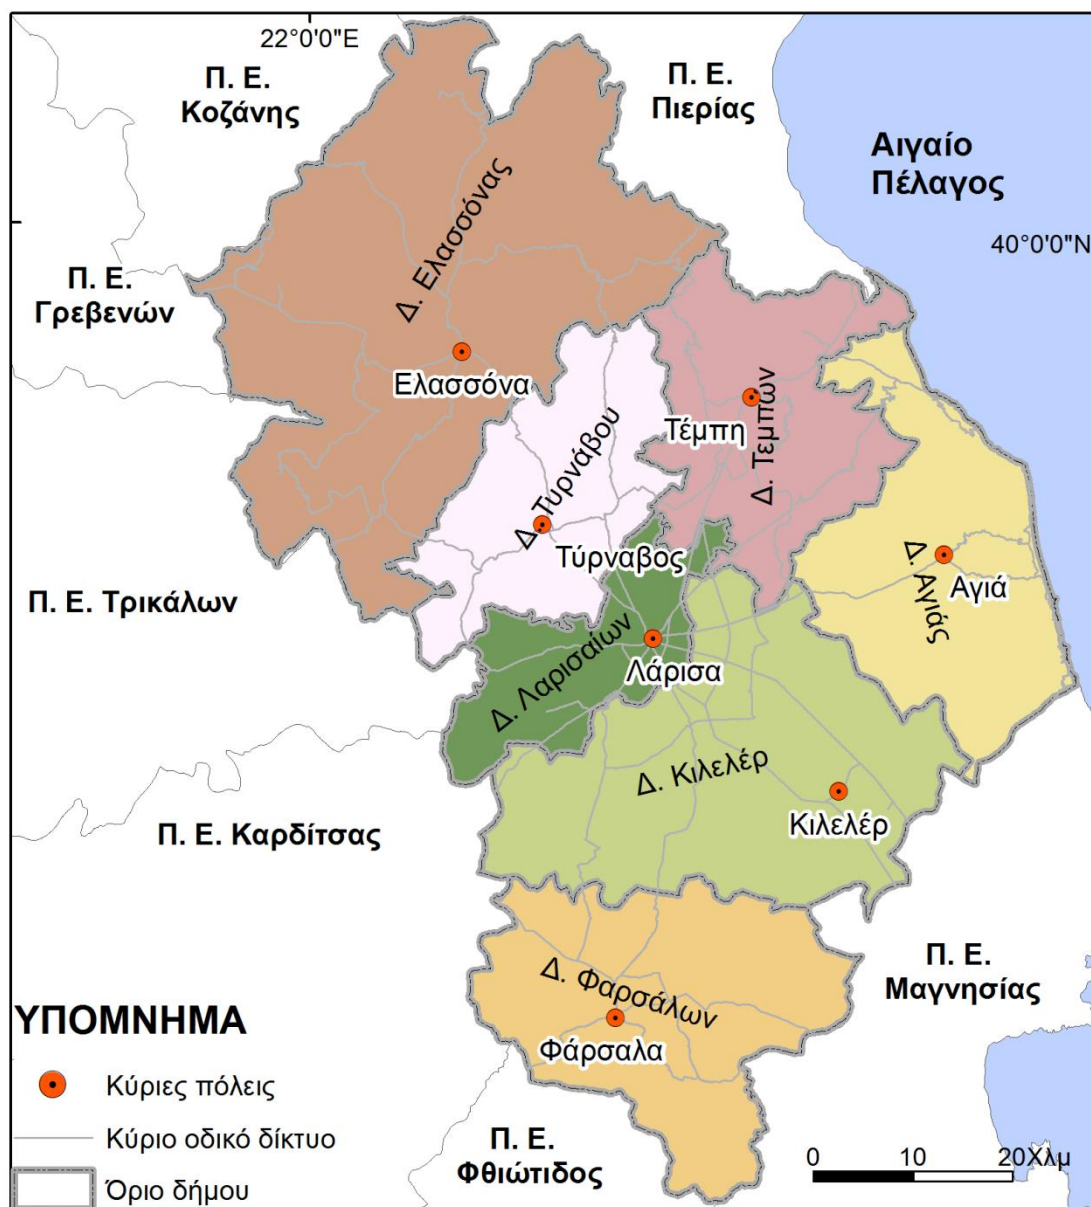 22°0'0"E
Π. Ε.
Κοζάνης
Π. Ε.
Πιερίας
Αιγαίο
Πέλαγος
40°0'0"N
Π. Ε.
Γρεβενών
Δ. Ελασσόνας
Ελασσόνα
Δ. Τυρνάβου
Τέμπη
Δ. Τεμπών
Τύρναβος
Δ. Αγιάς
Αγιά
Π. Ε. Τρικάλων
Δ. Λαρισαίων
Λάρισα
Δ. Κιλελέρ
Κιλελέρ
Π. Ε. Καρδίτσας
Π. Ε.
Μαγνησίας
Δ. Φαρσάλων
Φάρσαλα
ΥΠΟΜΝΗΜΑ
Κύριες πόλεις
Κύριο οδικό δίκτυο
Όριο δήμου
Π. Ε.
Φθιώτιδος
0 10 20Χλμ